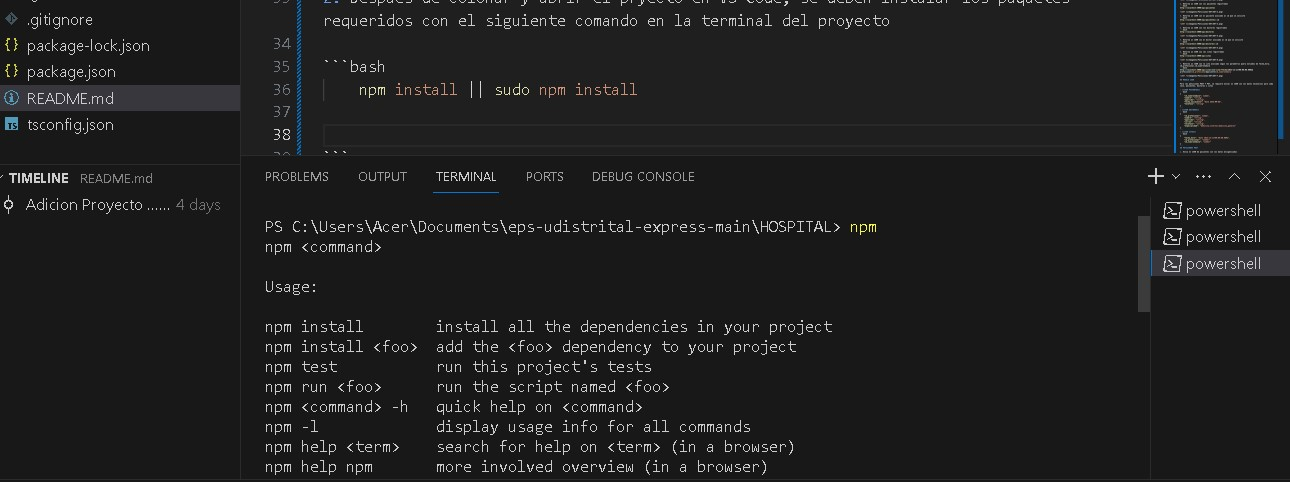 .gitignore
package-lock.json
package.json
README.md
tsconfig.json
TIMELINE README.md
Adicion Proyecto ...... 4 days
requeridos con el siguiente comando en la terminal del proyecto
34
35 ```bash
36 npm install || sudo npm install
37
38
PROBLEMS OUTPUT TERMINAL PORTS DEBUG CONSOLE
PS C:\Users\Acer\Documents\eps-udistrital-express-main\HOSPITAL> npm
npm <command>
Usage:
npm install install all the dependencies in your project
npm install <foo> add the <foo> dependency to your project
npm test run this project's tests
npm run <foo> run the script named <foo>
npm <command> -h quick help on <command>
npm -l display usage info for all commands
npm help <term> search for help on <term> (in a browser)
npm help npm more involved overview (in a browser)
powershell
powershell
powershell